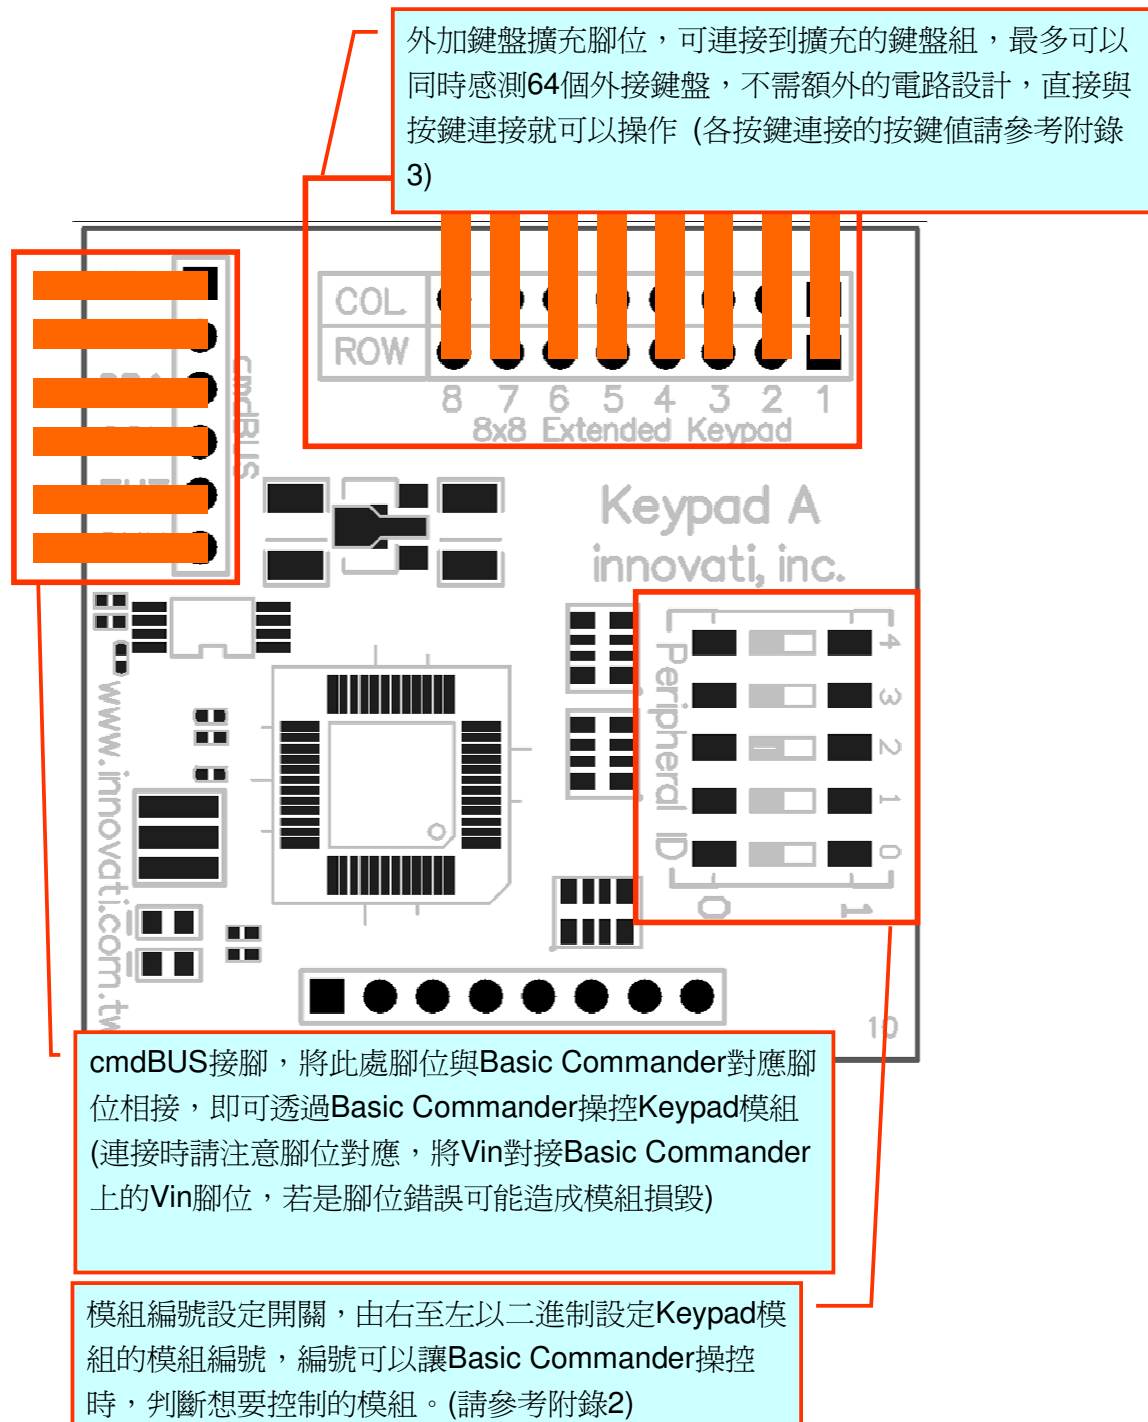 外加鍵盤擴充腳位，可連接到擴充的鍵盤組，最多可以
同時感測64個外接鍵盤，不需額外的電路設計，直接與
按鍵連接就可以操作 (各按鍵連接的按鍵值請參考附錄
3)
COL
ROW
8 7 6 5 4 3 2 1
8x8 Extended Keypad
cmdBUS
Keypad A
innovati, inc.
Peripheral ID
4
3
2
1
0
0 1
www.innovati.com.tw
10
cmdBUS接腳，將此處腳位與Basic Commander對應腳
位相接，即可透過Basic Commander操控Keypad模組
(連接時請注意腳位對應，將Vin對接Basic Commander
上的Vin腳位，若是腳位錯誤可能造成模組損毀)
模組編號設定開關，由右至左以二進制設定Keypad模
組的模組編號，編號可以讓Basic Commander操控
時，判斷想要控制的模組。(請參考附錄2)